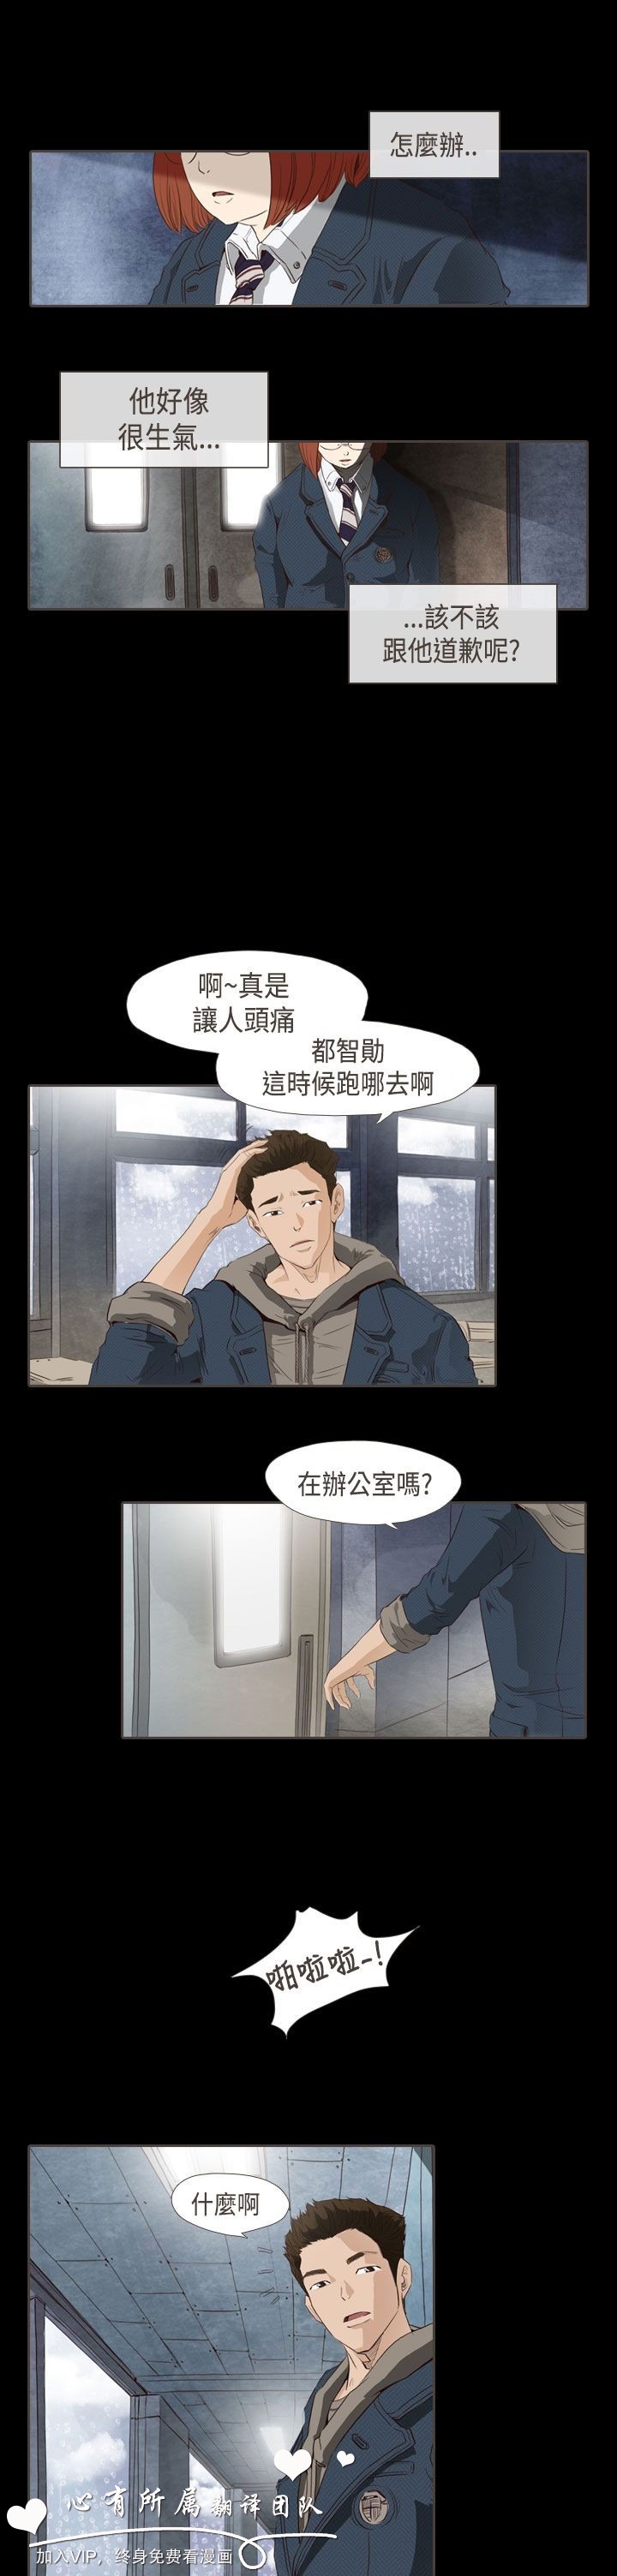 怎麼辦..
他好像
很生氣...
...該不該
跟他道歉呢?
啊~真是
讓人頭痛
都智勛
這時候跑哪去啊
在辦公室嗎?
啪啦啦-!
什麼啊
心有所属翻译团队
加入VIP，终身免费看漫画